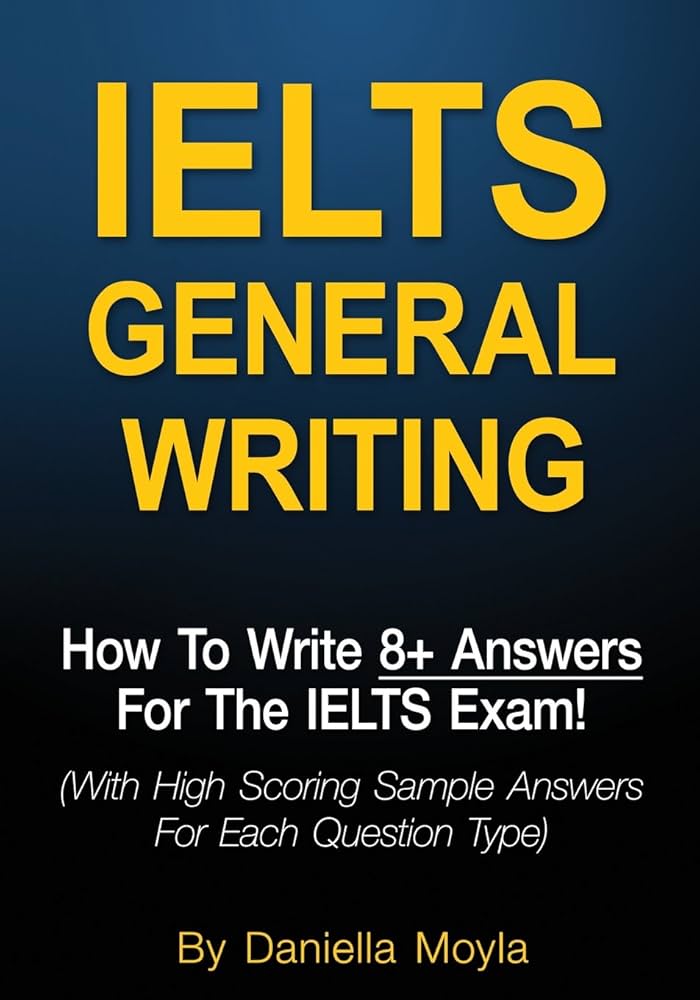 IELTS
GENERAL
WRITING
How To Write 8+ Answers
For The IELTS Exam!
(With High Scoring Sample Answers
For Each Question Type)
By Daniella Moyla